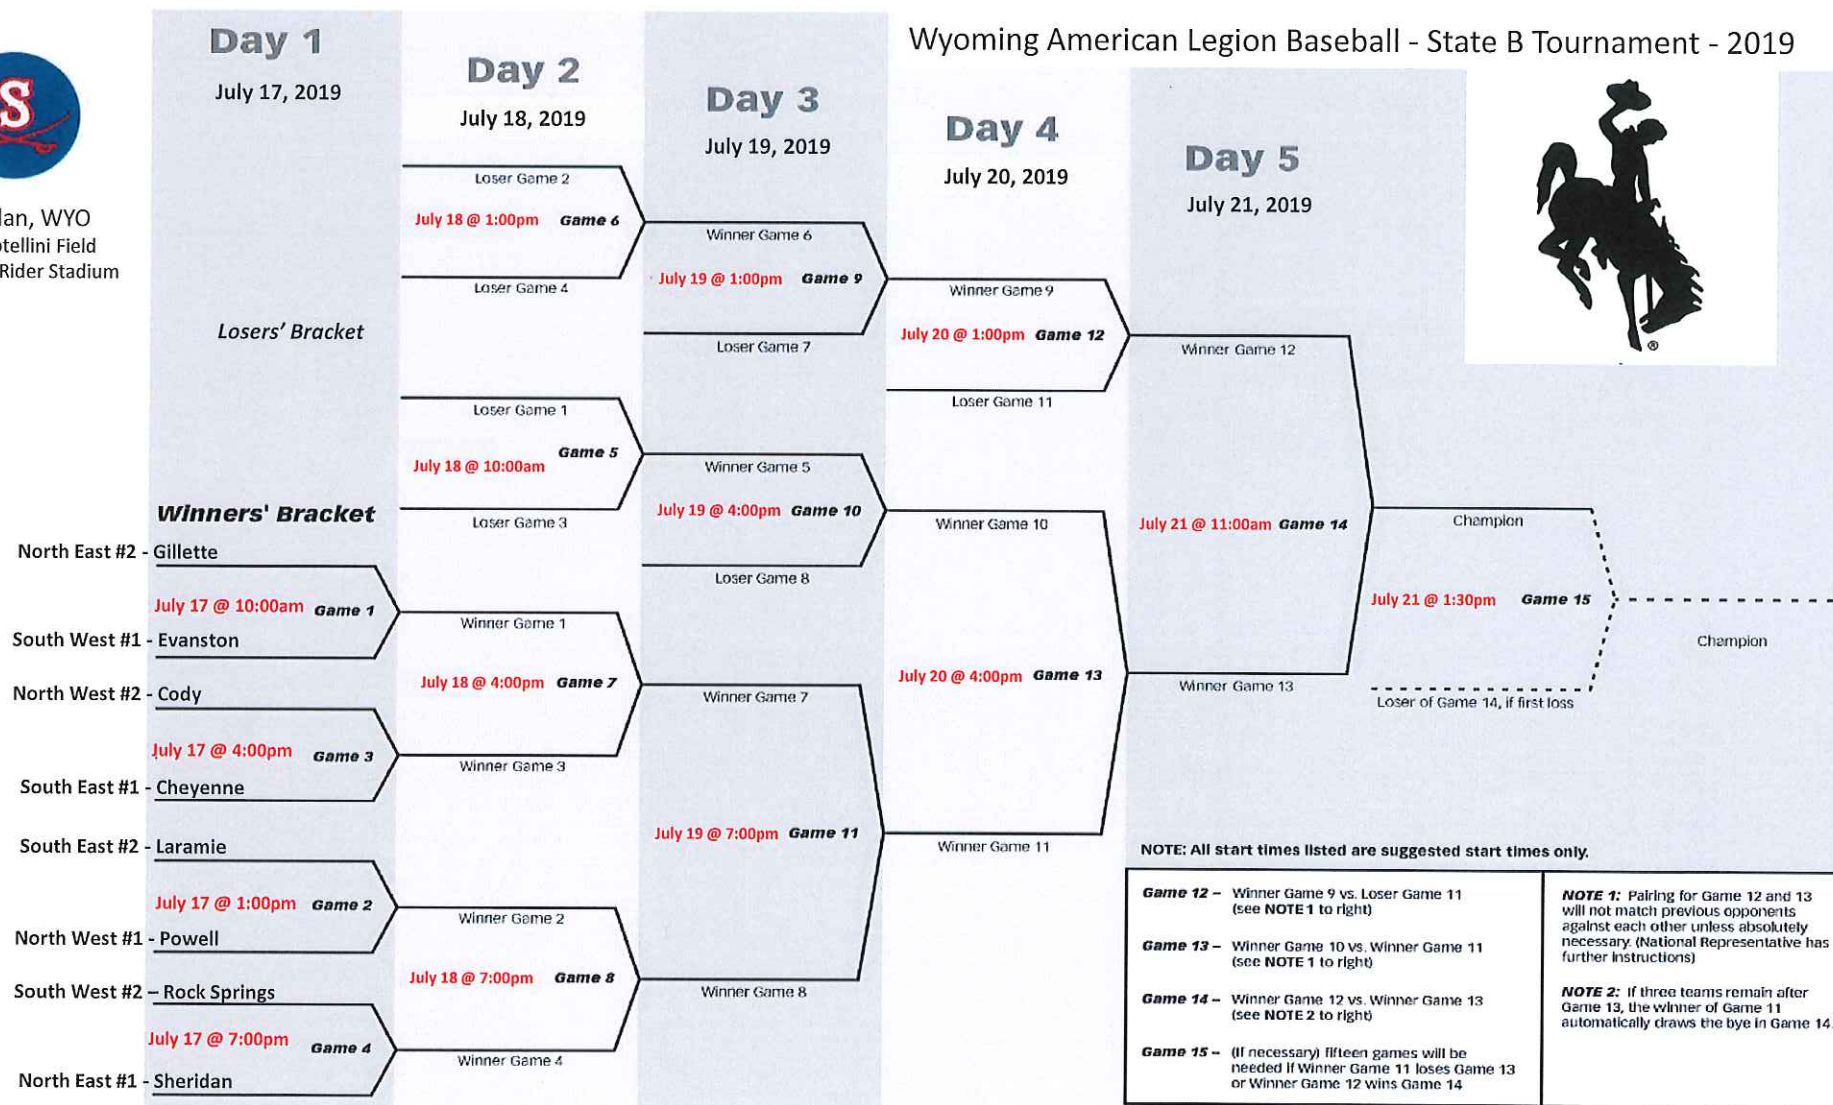 Wyoming American Legion Baseball - State B Tournament - 2019
S
WYO
Field
Rider Stadium
Day 1
July 17, 2019
Losers' Bracket
Winners' Bracket
North East #2 - Gillette
July 17 @ 10:00am Game 1
South West #1 - Evanston
North West #2 - Cody
July 17 @ 4:00pm Game 3
South East #1 - Cheyenne
South East #2 - Laramie
July 17 @ 1:00pm Game 2
North West #1 - Powell
South West #2 – Rock Springs
July 17 @ 7:00pm Game 4
North East #1 - Sheridan
Day 2
July 18, 2019
Loser Game 2
July 18 @ 1:00pm Game 6
Loser Game 4
Loser Game 1
Game 5
July 18 @ 10:00am
Loser Game 3
Winner Game 1
July 18 @ 4:00pm Game 7
Winner Game 3
Winner Game 2
July 18 @ 7:00pm Game 8
Winner Game 4
Day 3
July 19, 2019
Winner Game 6
July 19 @ 1:00pm Game 9
Loser Game 7
Winner Game 5
July 19 @ 4:00pm Game 10
Loser Game 8
Winner Game 7
July 19 @ 7:00pm Game 11
Winner Game 8
Day 4
July 20, 2019
Winner Game 9
July 20 @ 1:00pm Game 12
Loser Game 11
Winner Game 10
July 20 @ 4:00pm Game 13
Winner Game 11
Day 5
July 21, 2019
Winner Game 12
July 21 @ 11:00am Game 14
Winner Game 13
Champion
July 21 @ 1:30pm Game 15
Loser of Game 14, if first loss
Champion
®
NOTE: All start times listed are suggested start times only.
Game 12 – Winner Game 9 vs. Loser Game 11
(see NOTE 1 to right)
Game 13 – Winner Game 10 vs. Winner Game 11
(see NOTE 1 to right)
Game 14 – Winner Game 12 vs. Winner Game 13
(see NOTE 2 to right)
Game 15 – (If necessary) fifteen games will be
needed if Winner Game 11 loses Game 13
or Winner Game 12 wins Game 14
NOTE 1: Pairing for Game 12 and 13
will not match previous opponents
against each other unless absolutely
necessary. (National Representative has
further instructions)
NOTE 2: If three teams remain after
Game 13, the winner of Game 11
automatically draws the bye in Game 14.